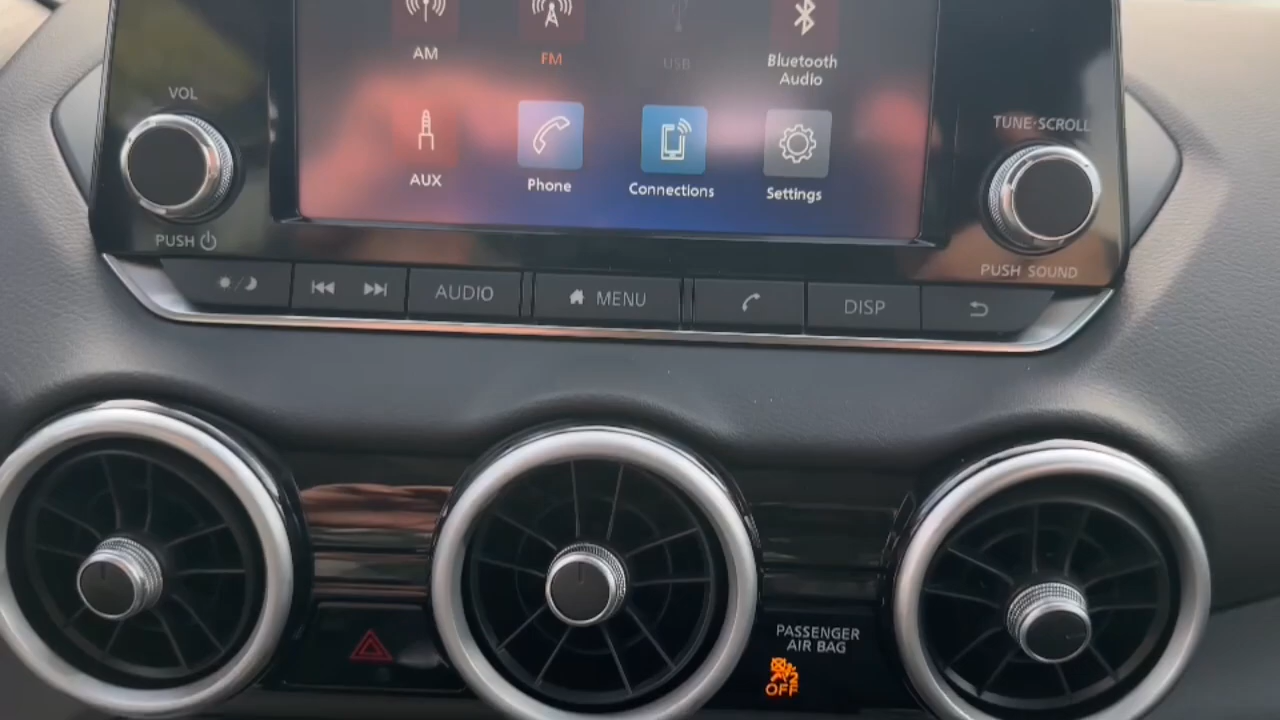 AM
FM
USB
Bluetooth
Audio
VOL
TUNE·SCROLL
AUX
Phone
Connections
Settings
PUSH
PUSH SOUND
AUDIO
MENU
DISP
PASSENGER
AIR BAG
2
OFF